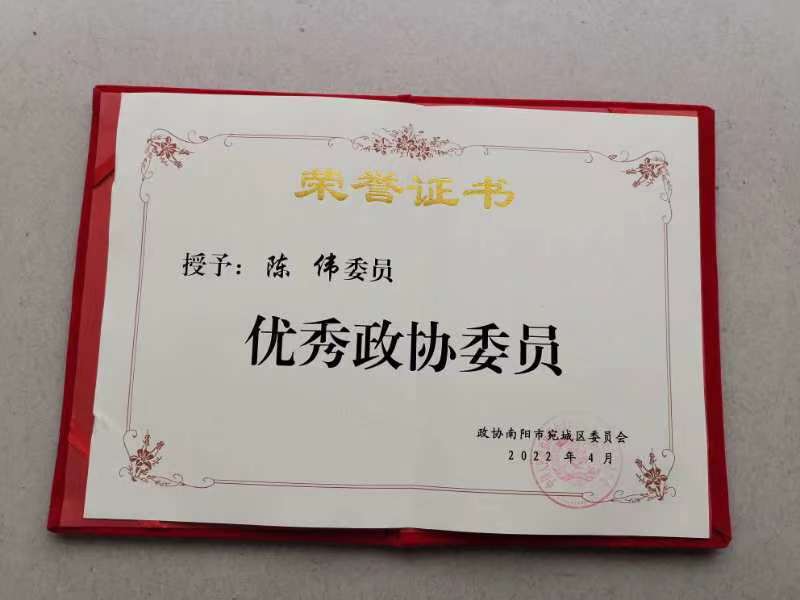 荣誉证书
授予：陈 伟委员
优秀政协委员
政协南阳市宛城区委员会
2022 年 4 月